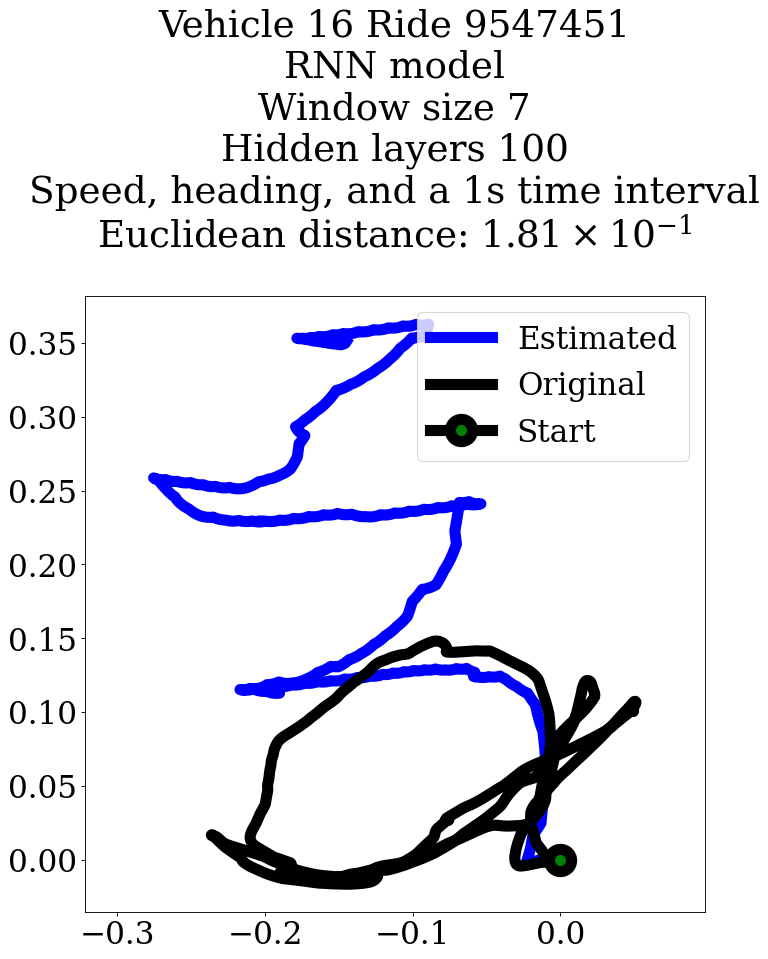 Vehicle 16 Ride 9547451
RNN model
Window size 7
Hidden layers 100
Speed, heading, and a 1s time interval
Euclidean distance: 1.81 × 10⁻¹
Estimated
Original
Start
0.35
0.30
0.25
0.20
0.15
0.10
0.05
0.00
−0.3 −0.2 −0.1 0.0